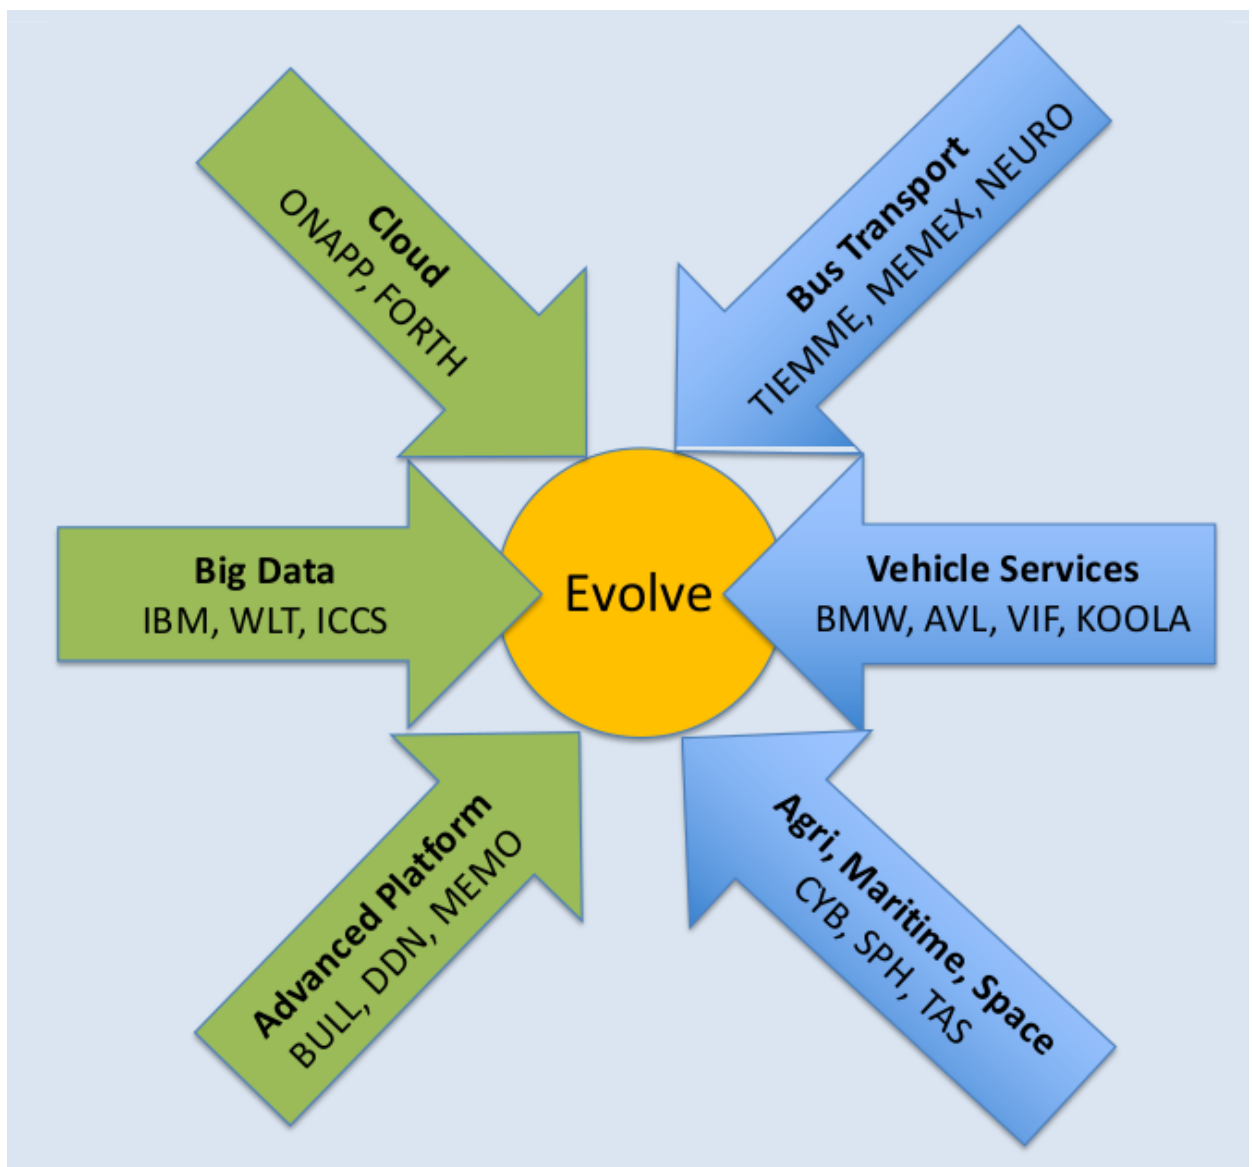 Cloud
ONAPP, FORTH
Bus Transport
TIEMME, MEMEX, NEURO
Big Data
IBM, WLT, ICCS
Evolve
Vehicle Services
BMW, AVL, VIF, KOOLA
Advanced Platform
BULL, DDN, MEMO
Agri, Maritime, Space
CYB, SPH, TAS